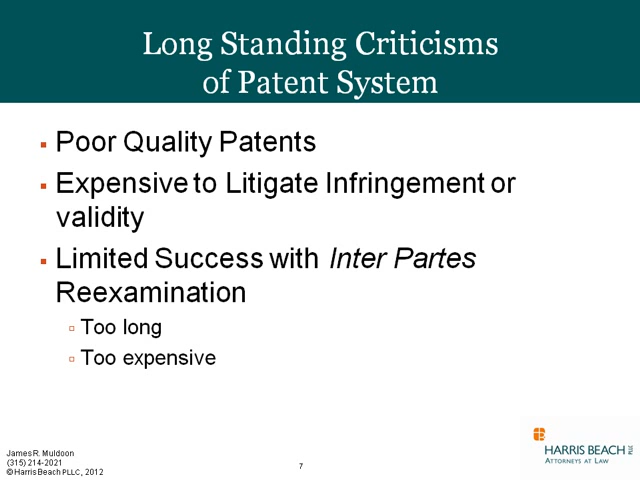 Long Standing Criticisms
of Patent System
▪ Poor Quality Patents
▪ Expensive to Litigate Infringement or
validity
▪ Limited Success with Inter Partes
Reexamination
▫ Too long
▫ Too expensive
James R. Muldoon
(315) 214-2021
© Harris Beach PLLC, 2012
7
HARRIS BEACH PLLC
ATTORNEYS AT LAW